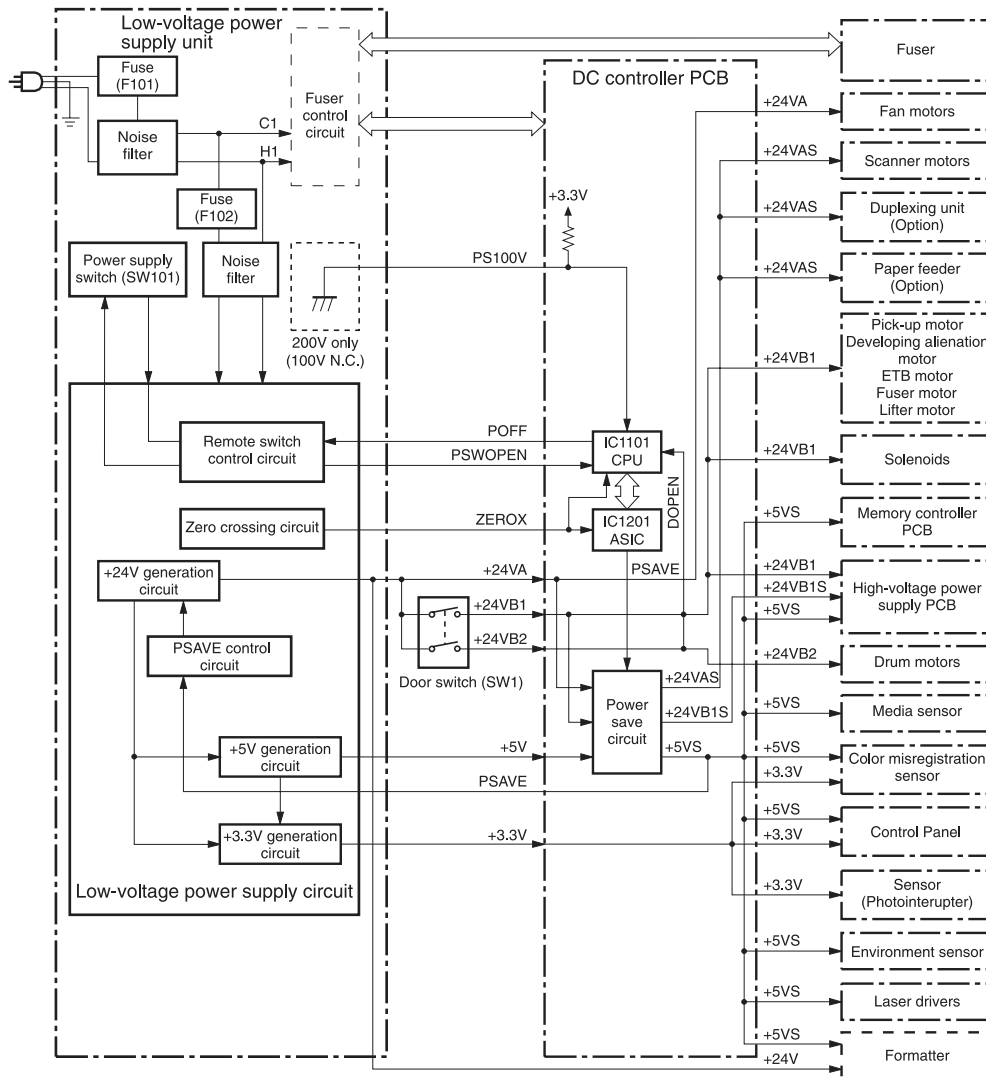 Low-voltage power
supply unit
Fuse
(F101)
Noise
filter
C1
H1
Fuser
control
circuit
Fuse
(F102)
Power supply
switch (SW101)
Noise
filter
200V only
(100V N.C.)
Remote switch
control circuit
Zero crossing circuit
+24V generation
circuit
PSAVE control
circuit
+5V generation
circuit
+3.3V generation
circuit
Low-voltage power supply circuit
PS100V
POFF
PSWOPEN
ZEROX
+24VA
+24VB1
+24VB2
Door switch (SW1)
+5V
PSAVE
+3.3V
DC controller PCB
+3.3V
IC1101
CPU
IC1201
ASIC
DOPEN
PSAVE
Power
save
circuit
+24VAS
+24VB1S
+5VS
Fuser
+24VA
Fan motors
+24VAS
Scanner motors
+24VAS
Duplexing unit
(Option)
+24VAS
Paper feeder
(Option)
+24VB1
Pick-up motor
Developing alienation
motor
ETB motor
Fuser motor
Lifter motor
+24VB1
Solenoids
+5VS
Memory controller
PCB
+24VB1
+24VB1S
+5VS
High-voltage power
supply PCB
+24VB2
Drum motors
+5VS
Media sensor
+5VS
+3.3V
Color misregistration
sensor
+5VS
+3.3V
Control Panel
+3.3V
Sensor
(Photointerupter)
+5VS
Environment sensor
+5VS
Laser drivers
+5VS
+24V
Formatter